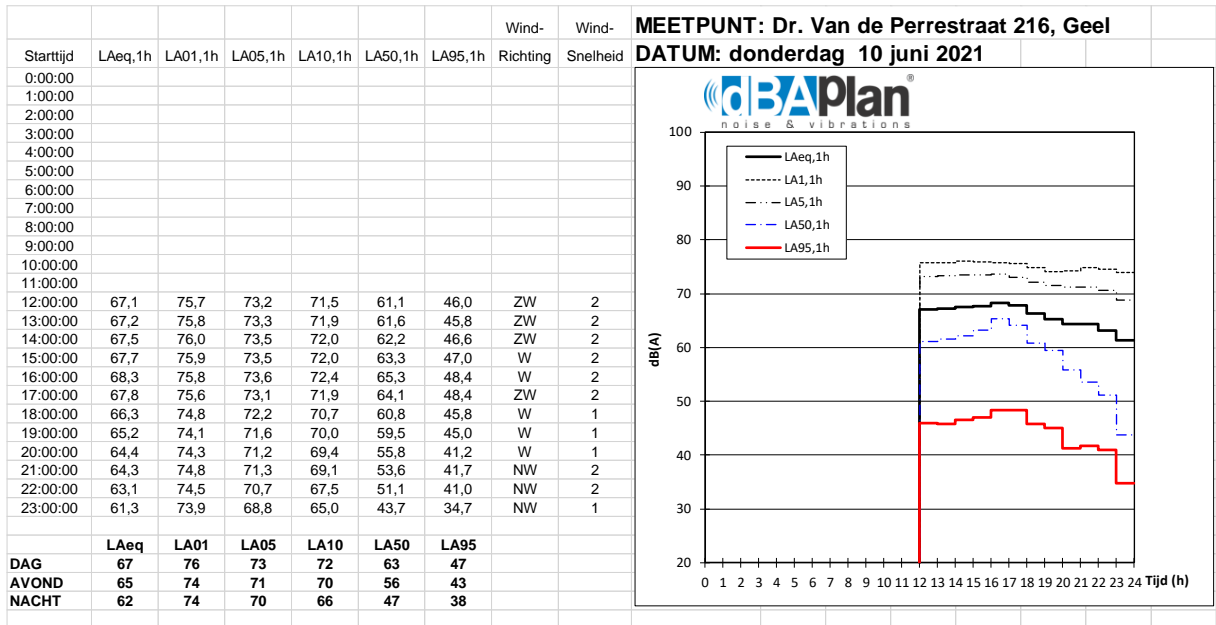 Wind- Wind- MEETPUNT: Dr. Van de Perrestraat 216, Geel
Starttijd LAeq,1h LA01,1h LA05,1h LA10,1h LA50,1h LA95,1h Richting Snelheid DATUM: donderdag 10 juni 2021
0:00:00
1:00:00
2:00:00
3:00:00
4:00:00
5:00:00
6:00:00
7:00:00
8:00:00
9:00:00
10:00:00
11:00:00
12:00:00 67,1 75,7 73,2 71,5 61,1 46,0 ZW 2
13:00:00 67,2 75,8 73,3 71,9 61,6 45,8 ZW 2
14:00:00 67,5 76,0 73,5 72,0 62,2 46,6 ZW 2
15:00:00 67,7 75,9 73,5 72,0 63,3 47,0 W 2
16:00:00 68,3 75,8 73,6 72,4 65,3 48,4 W 2
17:00:00 67,8 75,6 73,1 71,9 64,1 48,4 ZW 2
18:00:00 66,3 74,8 72,2 70,7 60,8 45,8 W 1
19:00:00 65,2 74,1 71,6 70,0 59,5 45,0 W 1
20:00:00 64,4 74,3 71,2 69,4 55,8 41,2 W 1
21:00:00 64,3 74,8 71,3 69,1 53,6 41,7 NW 2
22:00:00 63,1 74,5 70,7 67,5 51,1 41,0 NW 2
23:00:00 61,3 73,9 68,8 65,0 43,7 34,7 NW 1
LAeq LA01 LA05 LA10 LA50 LA95
DAG 67 76 73 72 63 47
AVOND 65 74 71 70 56 43
NACHT 62 74 70 66 47 38
dBAPlan®
noise & vibrations
LAeq,1h
LA1,1h
LA5,1h
LA50,1h
LA95,1h
100
90
80
70
60
50
40
30
20
dB(A)
0 1 2 3 4 5 6 7 8 9 10 11 12 13 14 15 16 17 18 19 20 21 22 23 24 Tijd (h)